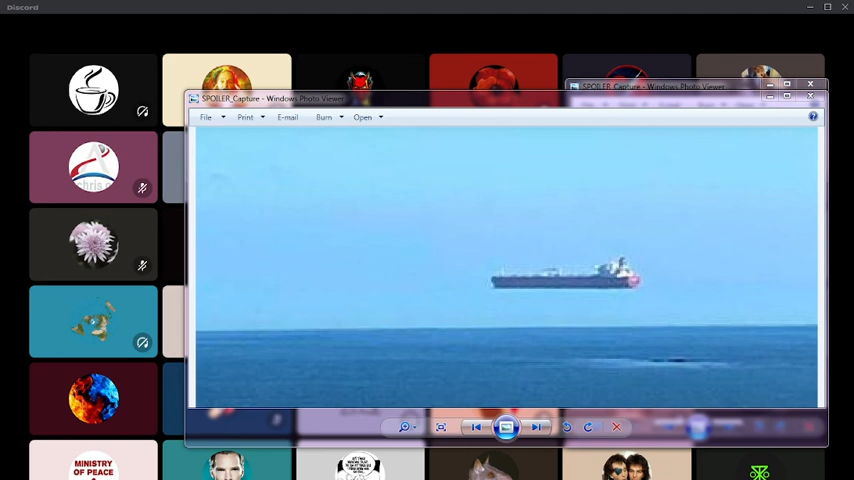 Discord
SPOILER_Capture - Windows Photo Viewer
SPOILER_Capture - Windows Photo Viewer
File Print E-mail Burn Open
chris
MINISTRY
OF PEACE